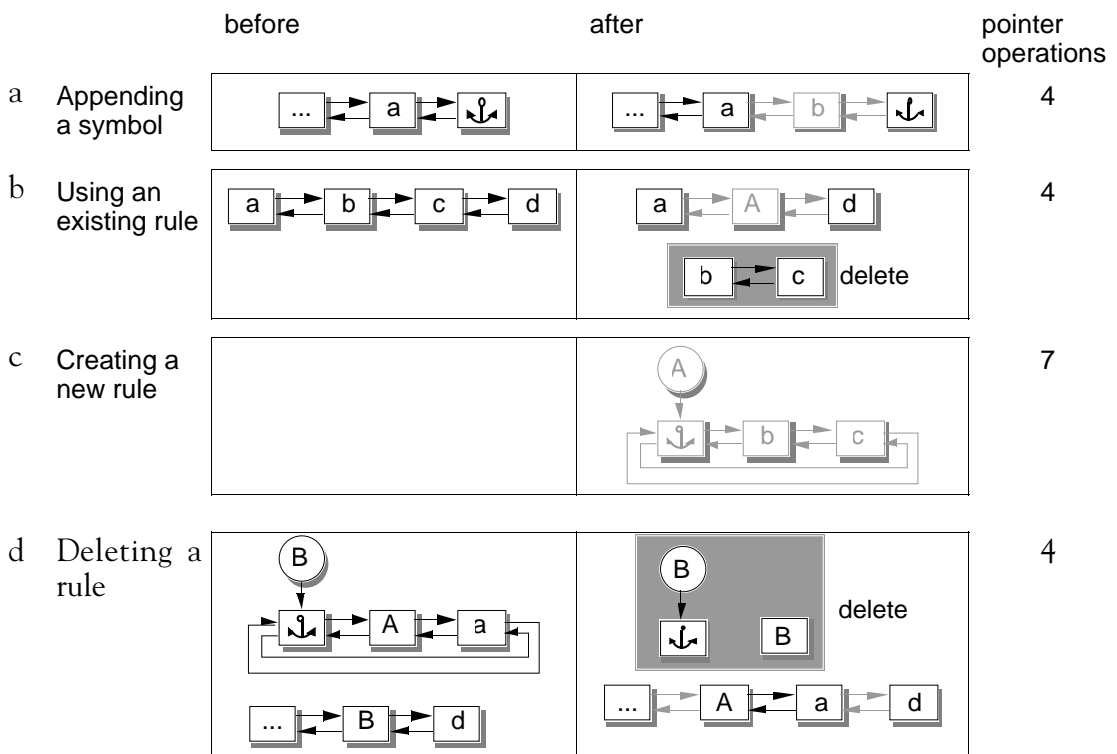 before after pointer
operations
a Appending
a symbol
... a ... a b 4
b Using an
existing rule
a b c d a A d 4
b c delete
c Creating a
new rule
A 7
b c
d Deleting a
rule
B B 4
delete
A a B
... B d ... A a d